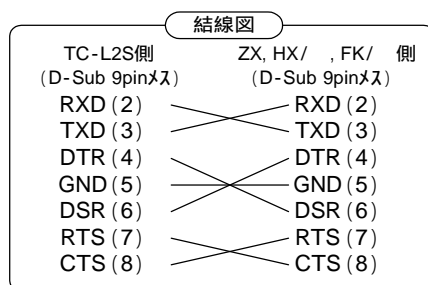 結線図
TC-L2S側 ZX, HX/ , FK/ 側
(D-Sub 9pinメス) (D-Sub 9pinメス)
RXD(2) RXD(2)
TXD(3) TXD(3)
DTR(4) DTR(4)
GND(5) GND(5)
DSR(6) DSR(6)
RTS(7) RTS(7)
CTS(8) CTS(8)